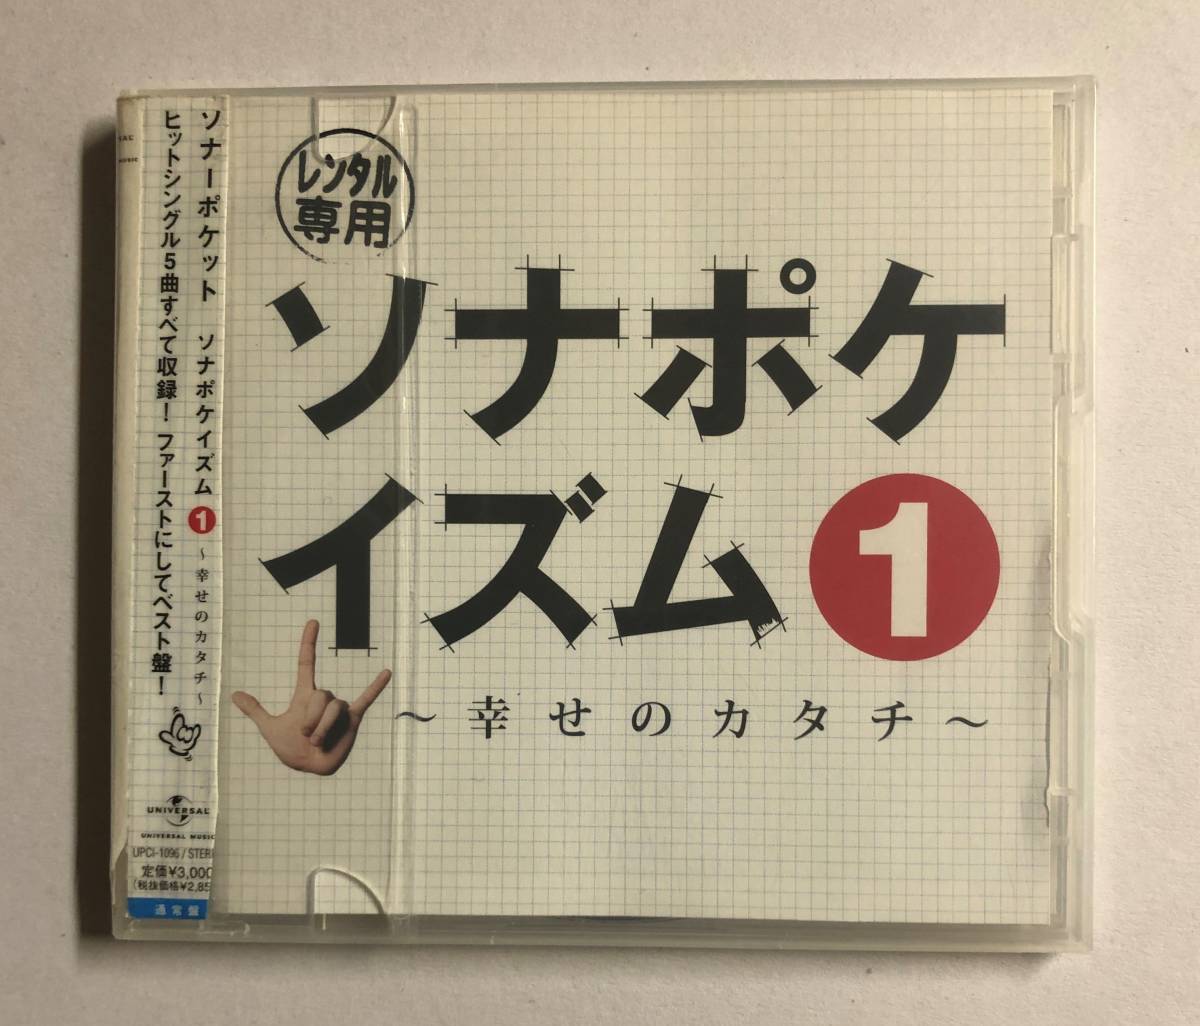 ソナーポケット ソナポケイズム 1 ～幸せのカタチ～
ヒットシングル5曲すべて収録! ファーストにしてベスト盤!
UNIVERSAL
UNIVERSAL MUSIC
UPCI-1096/STER
定価¥3,000
(税抜価格¥2,85
通常盤
レンタル
専用
ソナポケ
イズム 1
～幸せのカタチ～